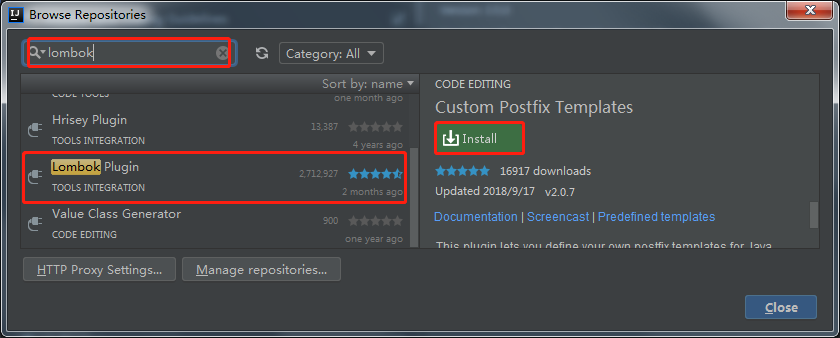 Browse Repositories
lombok
Category: All
Sort by: name
CODE TOOLS
one month ago
Hrisey Plugin
13,387
TOOLS INTEGRATION
4 years ago
Lombok Plugin
2,712,927
TOOLS INTEGRATION
2 months ago
Value Class Generator
900
CODE EDITING
one year ago
CODE EDITING
Custom Postfix Templates
Install
16917 downloads
Updated 2018/9/17 v2.0.7
Documentation | Screencast | Predefined templates
This plugin lets you define your own postfix templates for Java
HTTP Proxy Settings...
Manage repositories...
Close